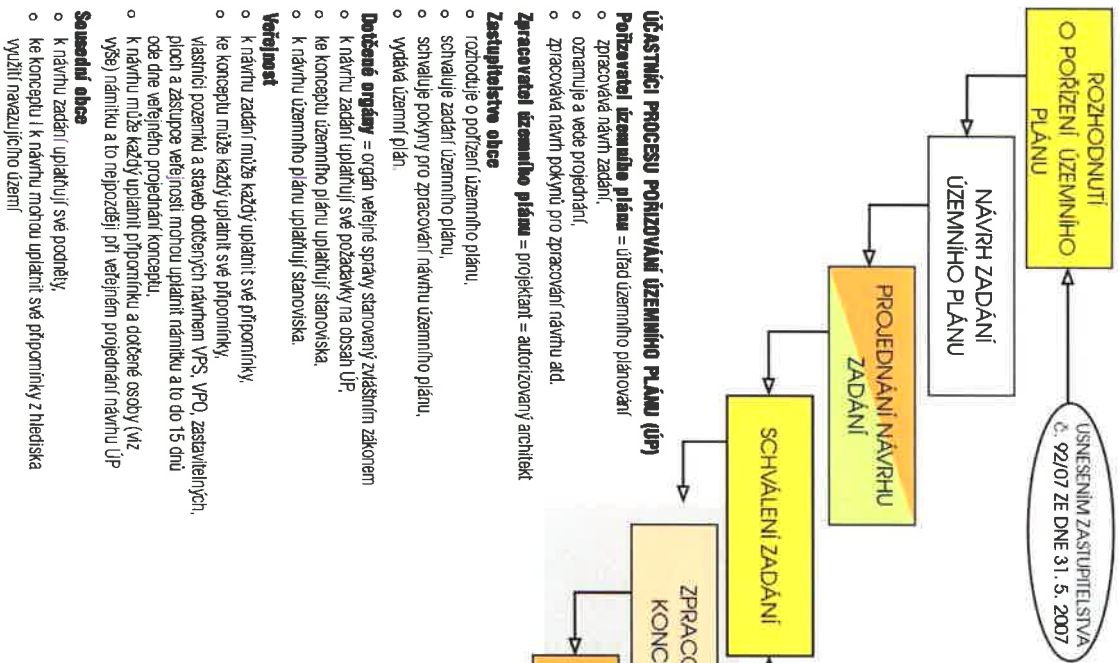 ROZHODNUTÍ
O POŘÍZENÍ ÚZEMNÍHO
PLÁNU
USNESENÍM ZASTUPITELSTVA
Č. 92/07 ZE DNE 31. 5. 2007
NÁVRH ZADÁNÍ
ÚZEMNÍHO PLÁNU
PROJEDNÁNÍ NÁVRHU
ZADÁNÍ
SCHVÁLENÍ ZADÁNÍ
ZPRACO
KONC
ÚČASTNÍCI PROCESU POŘIZOVÁNÍ ÚZEMNÍHO PLÁNU (ÚP)
Pořizovatel územního plánu = úřad územního plánování
o zpracovává návrh zadání,
o oznamuje a vede projednání,
o zpracovává návrh pokynů pro zpracování návrhu atd.
Zpracovatel územního plánu = projektant = autorizovaný architekt
Zastupitelstvo obce
o rozhoduje o pořízení územního plánu,
o schvaluje zadání územního plánu,
o schvaluje pokyny pro zpracování návrhu územního plánu,
o vydává územní plán.
Dotčené orgány = orgán veřejné správy stanovený zvláštním zákonem
o k návrhu zadání uplatňují své požadavky na obsah ÚP,
o ke konceptu územního plánu uplatňují stanoviska,
o k návrhu územního plánu uplatňují stanoviska.
Veřejnost
o k návrhu zadání může každý uplatnit své připomínky,
o ke konceptu může každý uplatnit své připomínky,
vlastníci pozemků a staveb dotčených návrhem VPS, VPO, zastavitelných,
ploch a zástupce veřejnosti mohou uplatnit námitku a to do 15 dnů
ode dne veřejného projednání konceptu,
o k návrhu může každý uplatnit připomínku a dotčené osoby (viz
výše) námitku a to nejpozději při veřejném projednání návrhu ÚP
Sousední obce
o k návrhu zadání uplatňují své podněty,
o ke konceptu i k návrhu mohou uplatnit své připomínky z hlediska
využití navazujícího území